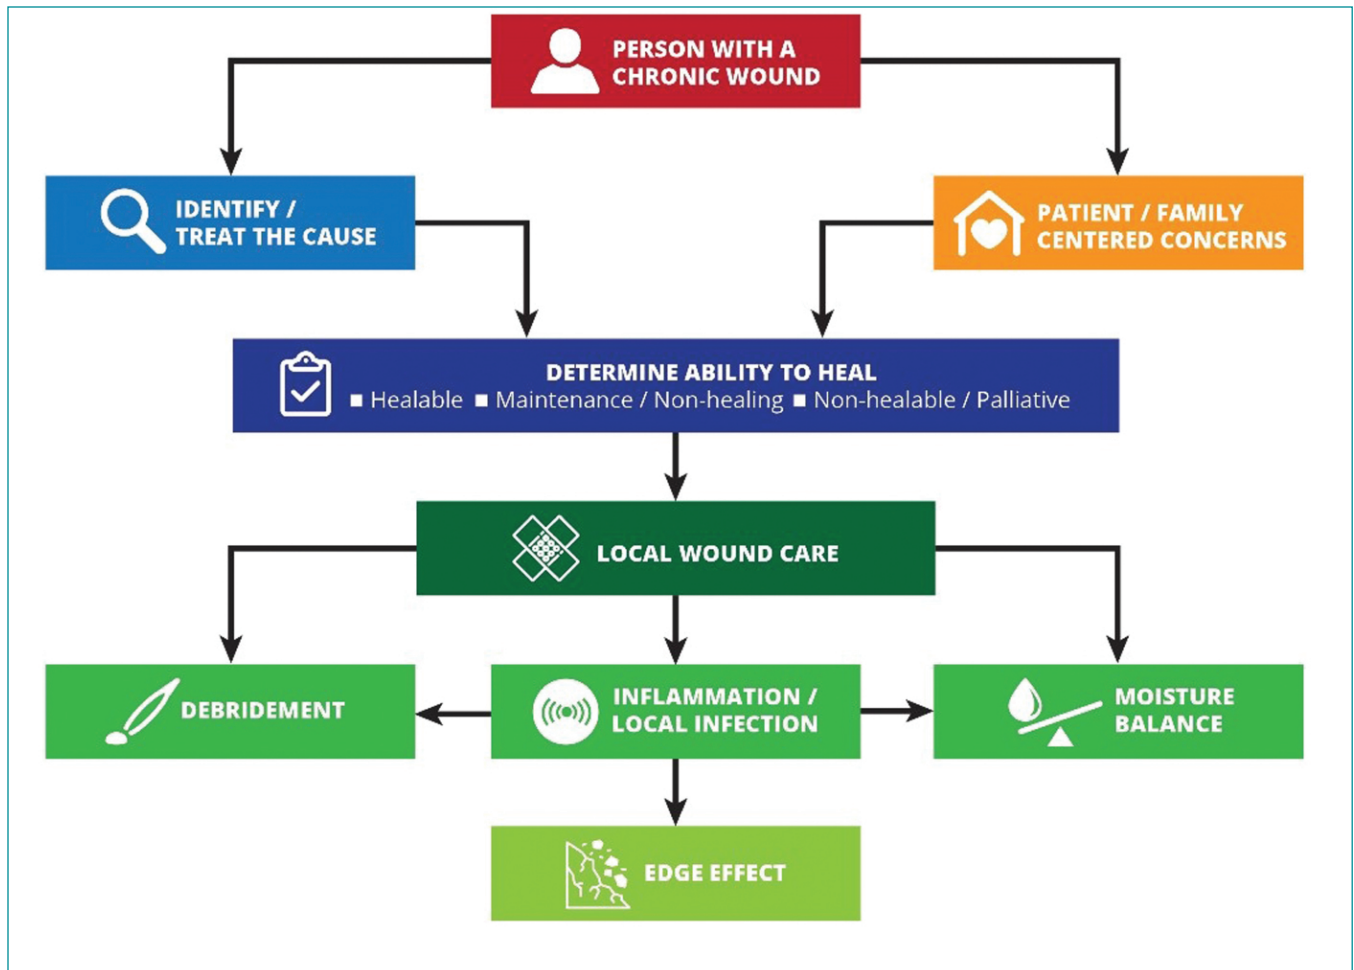 PERSON WITH A
CHRONIC WOUND
IDENTIFY /
TREAT THE CAUSE
PATIENT / FAMILY
CENTERED CONCERNS
DETERMINE ABILITY TO HEAL
■ Healable ■ Maintenance / Non-healing ■ Non-healable / Palliative
LOCAL WOUND CARE
DEBRIDEMENT
INFLAMMATION /
LOCAL INFECTION
MOISTURE
BALANCE
EDGE EFFECT